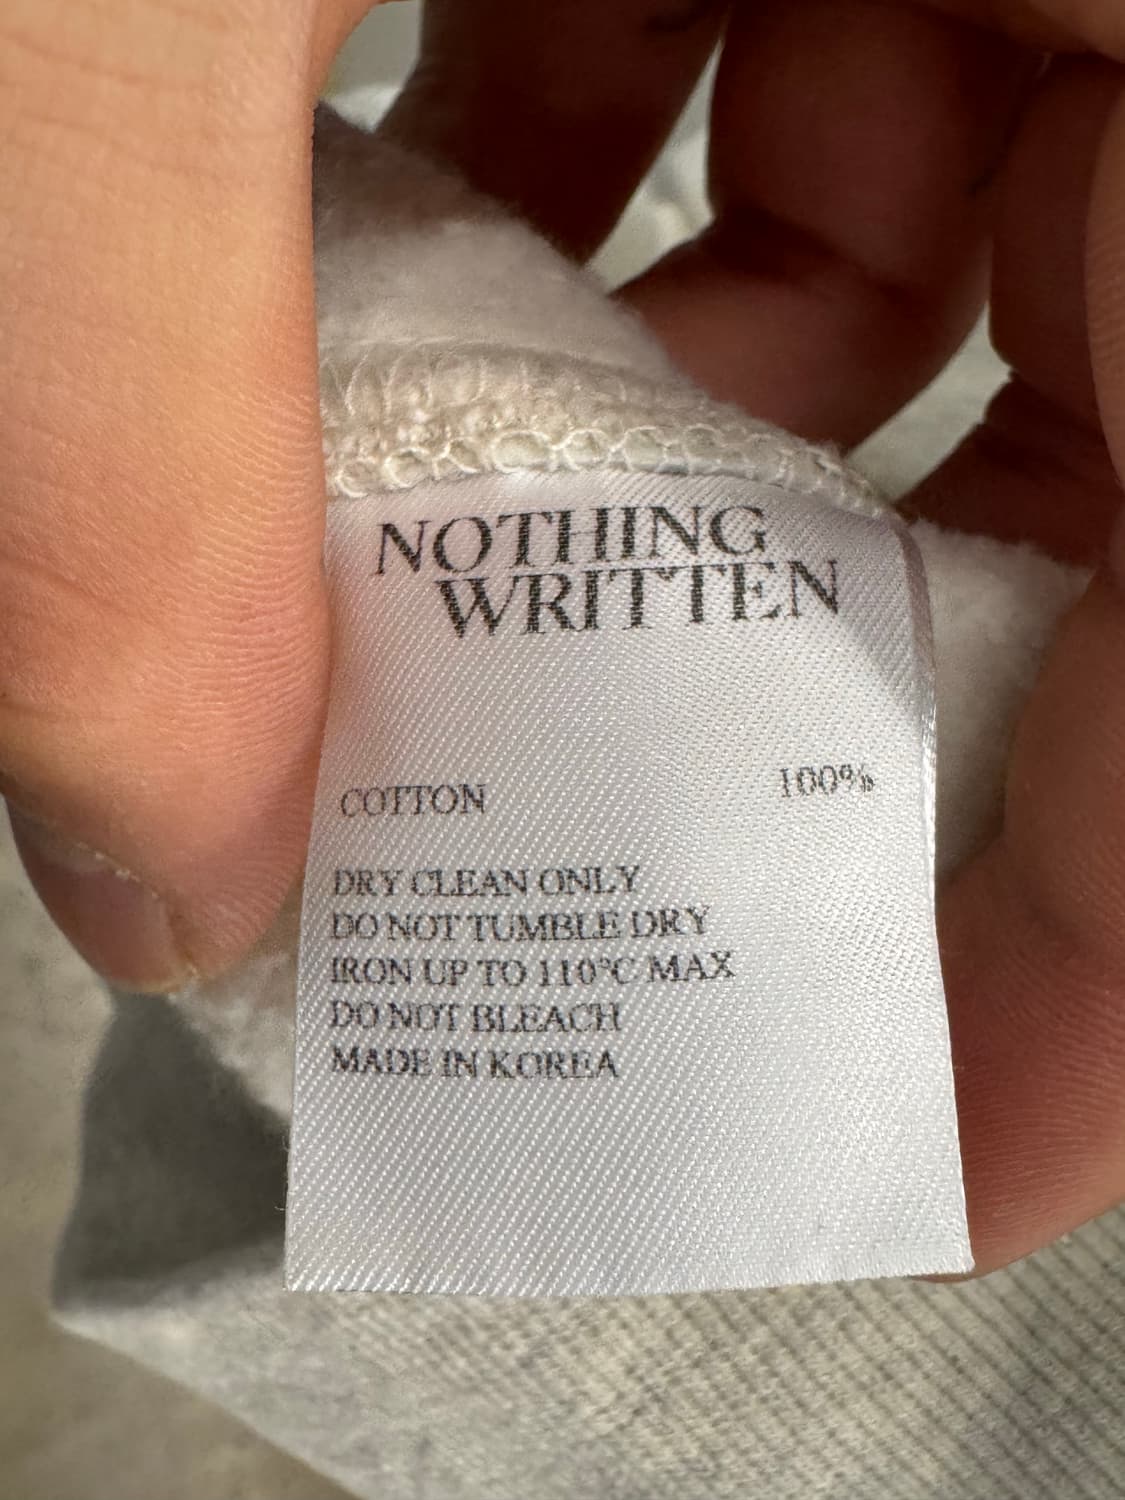 NOTHING
WRITTEN
COTTON 100%
DRY CLEAN ONLY
DO NOT TUMBLE DRY
IRON UP TO 110°C MAX
DO NOT BLEACH
MADE IN KOREA